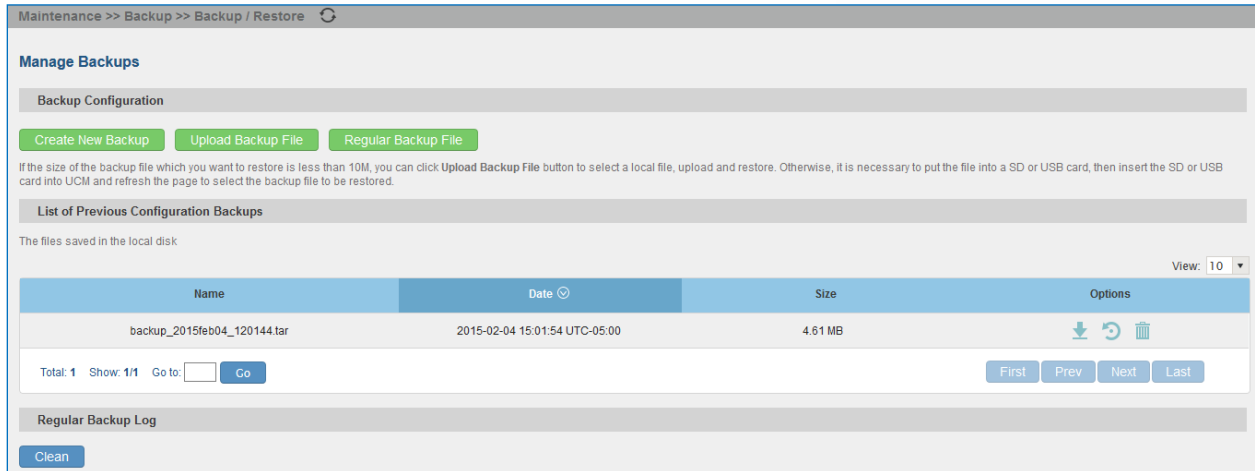 Maintenance >> Backup >> Backup / Restore
Manage Backups
Backup Configuration
Create New Backup Upload Backup File Regular Backup File
If the size of the backup file which you want to restore is less than 10M, you can click Upload Backup File button to select a local file, upload and restore. Otherwise, it is necessary to put the file into a SD or USB card, then insert the SD or USB
card into UCM and refresh the page to select the backup file to be restored.
List of Previous Configuration Backups
The files saved in the local disk
View: 10
Name Date Size Options
backup_2015feb04_120144.tar 2015-02-04 15:01:54 UTC-05:00 4.61 MB
Total: 1 Show: 1/1 Go to: Go First Prev Next Last
Regular Backup Log
Clean